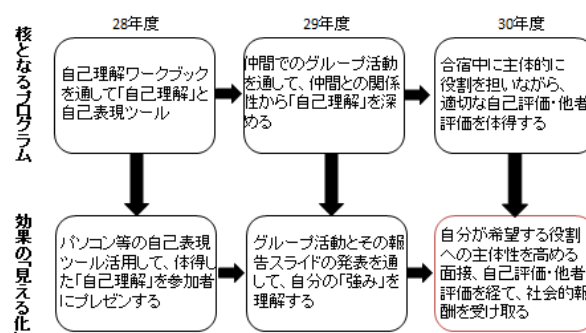 28年度
29年度
30年度
核となるプログラム
自己理解ワークブック
を通して「自己理解」と
自己表現ツール
仲間でのグループ活動
を通して、仲間との関係
性から「自己理解」を深
める
合宿中に主体的に
役割を担いながら、
適切な自己評価・他者
評価を体得する
効果の「見える化」
パソコン等の自己表現
ツール活用して、体得し
た「自己理解」を参加者
にプレゼンする
グループ活動とその報
告スライドの発表を通
して、自分の「強み」を
理解する
自分が希望する役割
への主体性を高める
面接、自己評価・他者
評価を経て、社会的報
酬を受け取る